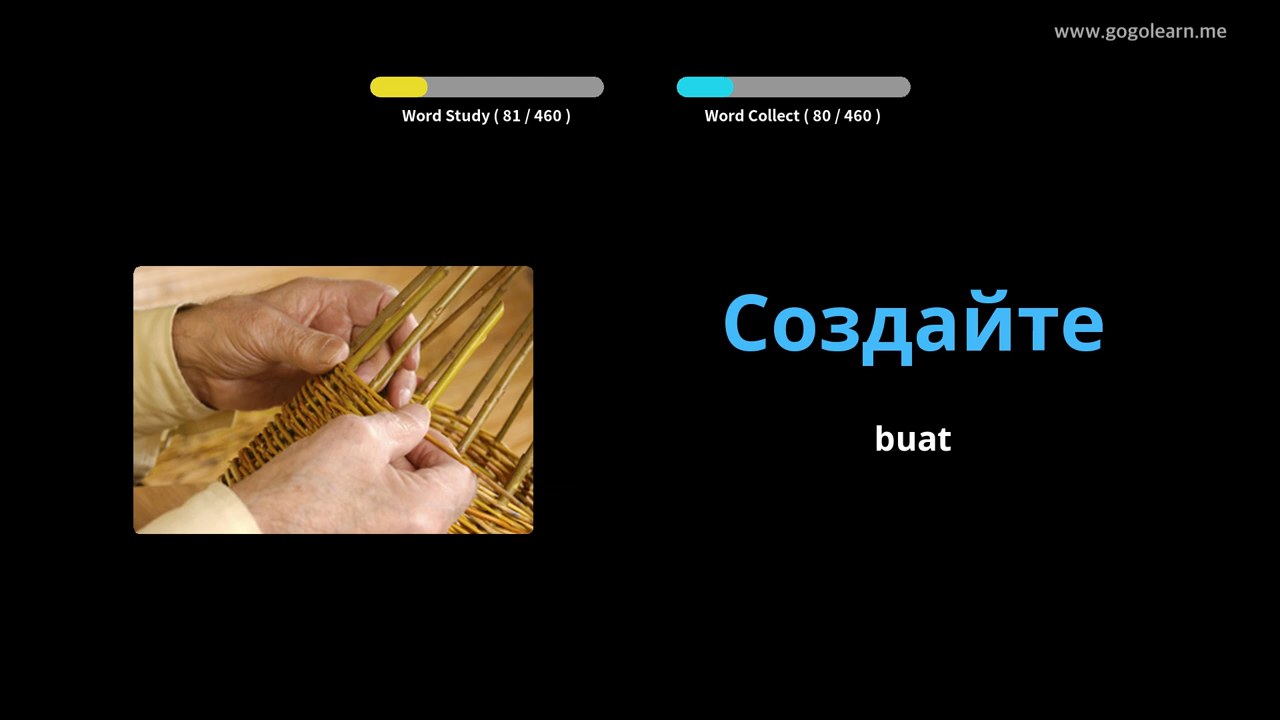 www.gogolearn.me
Word Study ( 81 / 460 )
Word Collect ( 80 / 460 )
Создайте
buat